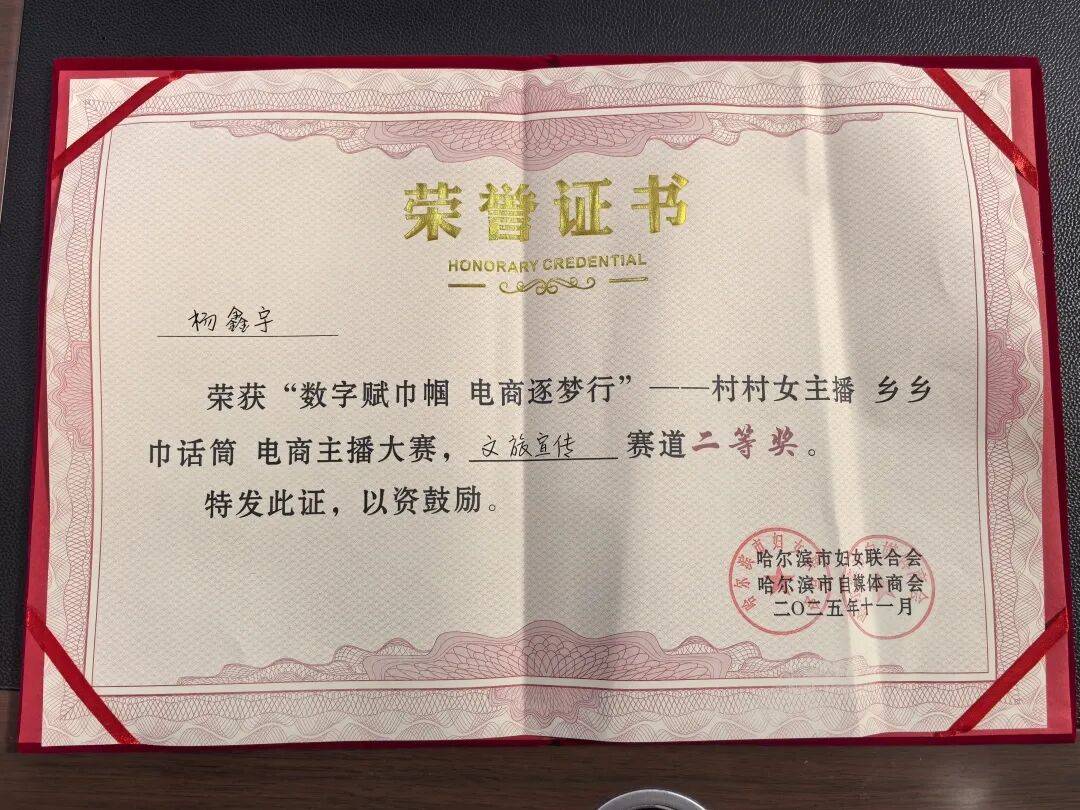 荣誉证书
HONORARY CREDENTIAL
杨鑫宇
荣获“数字赋巾帼 电商逐梦行”——村村女主播 乡乡
巾话筒 电商主播大赛，文旅宣传赛道二等奖。
特发此证，以资鼓励。
哈尔滨市妇女联合会
哈尔滨市自媒体商会
二〇二五年十一月